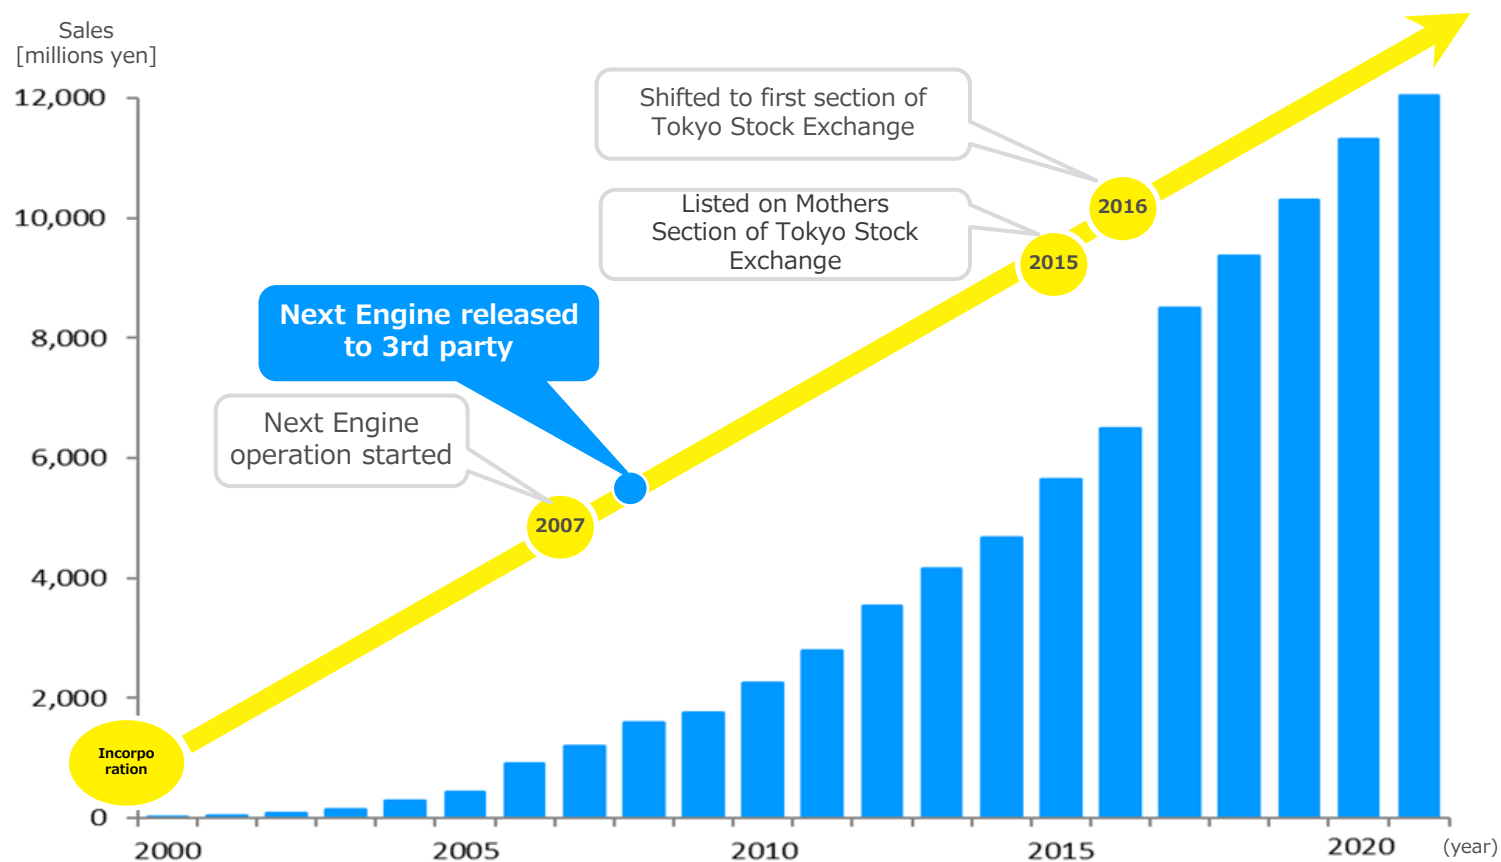 Sales
[millions yen]
12,000
10,000
8,000
6,000
4,000
2,000
0
Shifted to first section of
Tokyo Stock Exchange
2016
Listed on Mothers
Section of Tokyo Stock
Exchange
2015
Next Engine released
to 3rd party
Next Engine
operation started
2007
Incorpo
ration
2000
2005
2010
2015
2020
(year)